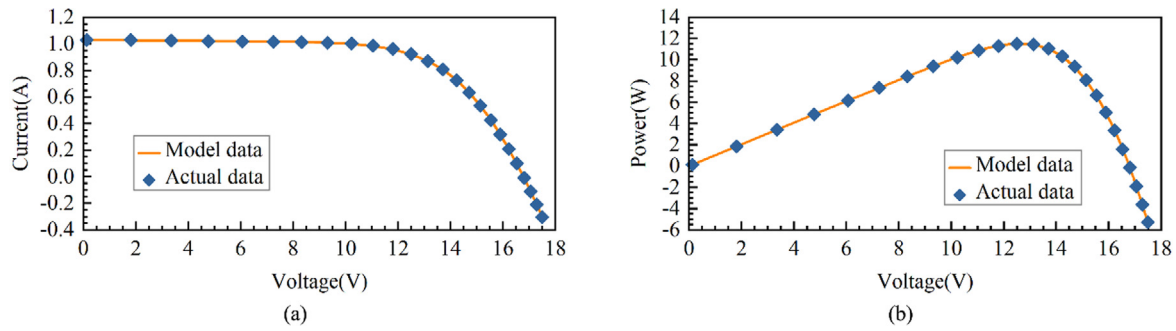 1.2
1.0
0.8
0.6
0.4
0.2
0.0
-0.2
-0.4
Current(A)
Model data
Actual data
0 2 4 6 8 10 12 14 16 18
Voltage(V)
(a)
14
12
10
8
6
4
2
0
-2
-4
-6
Power(W)
Model data
Actual data
0 2 4 6 8 10 12 14 16 18
Voltage(V)
(b)